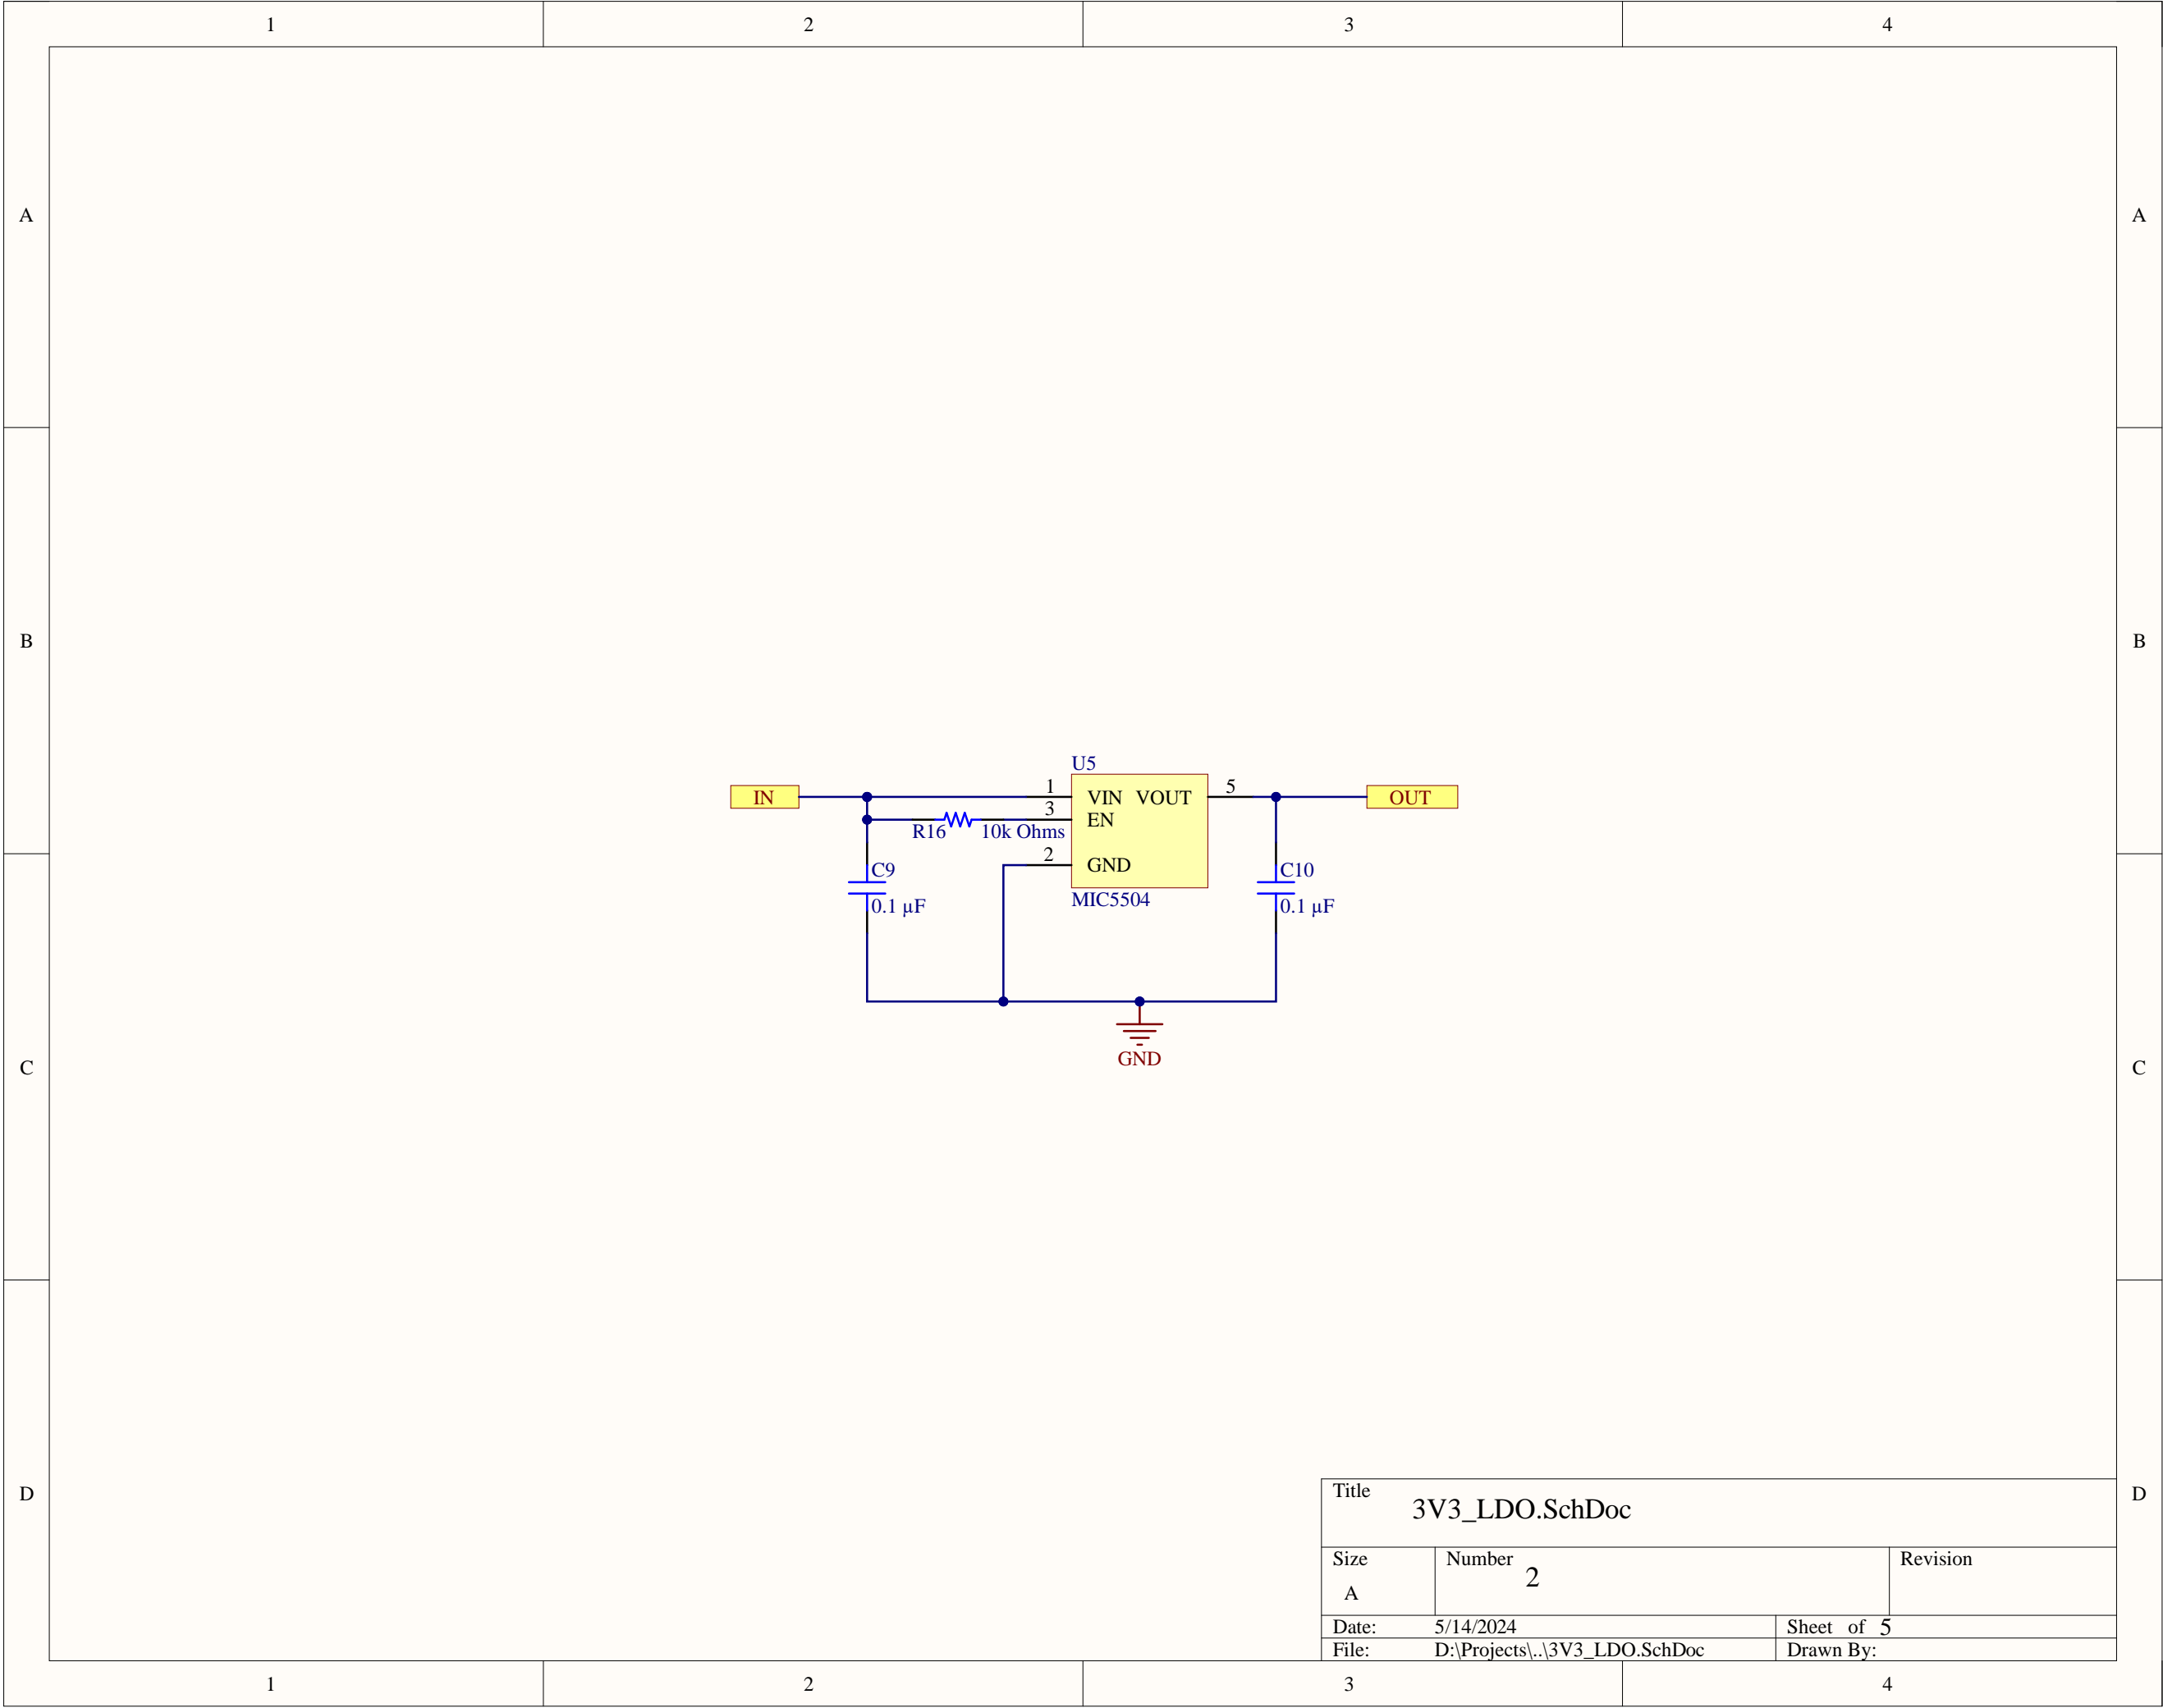 1 2 3 4
A A
B B
C C
D D
U5
IN
1
VIN VOUT
5
OUT
3
EN
R16 10k Ohms
2
GND
C9
0.1 µF
MIC5504
C10
0.1 µF
GND
Title
3V3_LDO.SchDoc
Size Number Revision
A 2
Date: 5/14/2024 Sheet of 5
File: D:\Projects\..\3V3_LDO.SchDoc Drawn By:
1 2 3 4